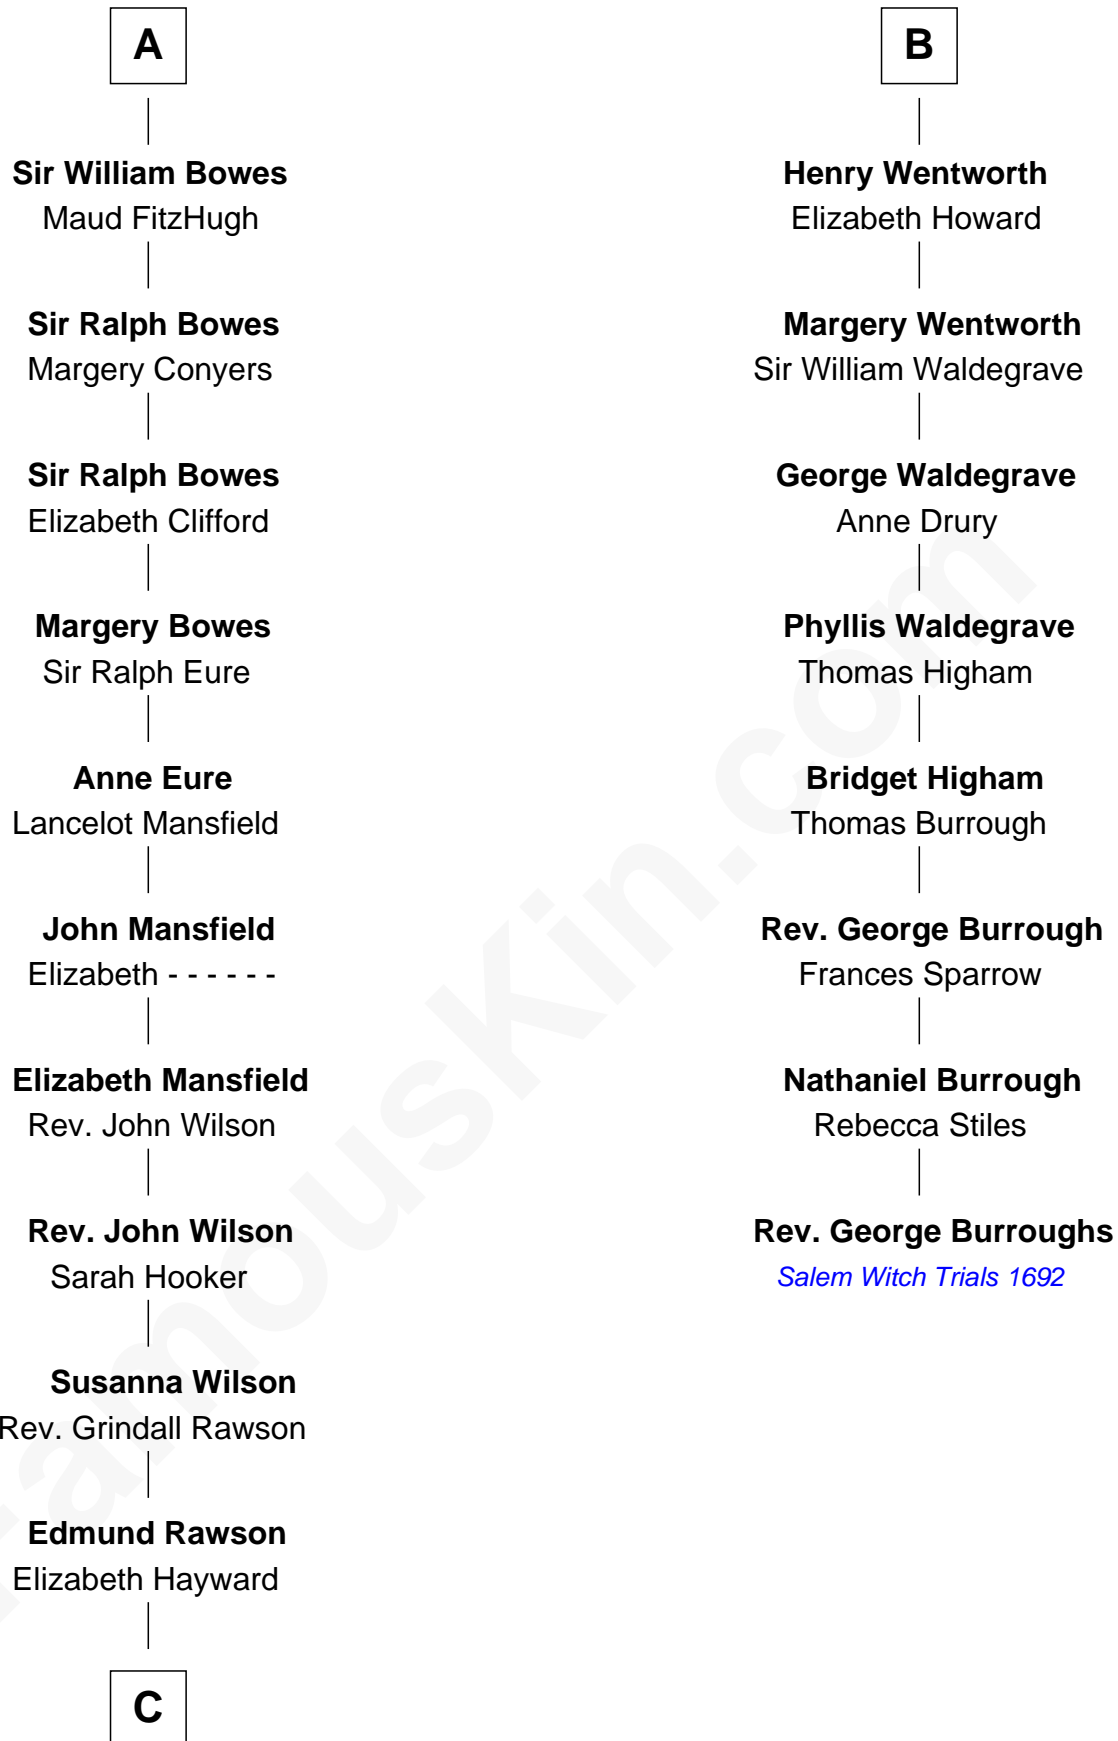 A
Sir William Bowes
Maud FitzHugh
Sir Ralph Bowes
Margery Conyers
Sir Ralph Bowes
Elizabeth Clifford
Margery Bowes
Sir Ralph Eure
Anne Eure
Lancelot Mansfield
John Mansfield
Elizabeth - - - - - -
Elizabeth Mansfield
Rev. John Wilson
Rev. John Wilson
Sarah Hooker
Susanna Wilson
Rev. Grindall Rawson
Edmund Rawson
Elizabeth Hayward
C
B
Henry Wentworth
Elizabeth Howard
Margery Wentworth
Sir William Waldegrave
George Waldegrave
Anne Drury
Phyllis Waldegrave
Thomas Higham
Bridget Higham
Thomas Burrough
Rev. George Burrough
Frances Sparrow
Nathaniel Burrough
Rebecca Stiles
Rev. George Burroughs
Salem Witch Trials 1692
FamousKin.com